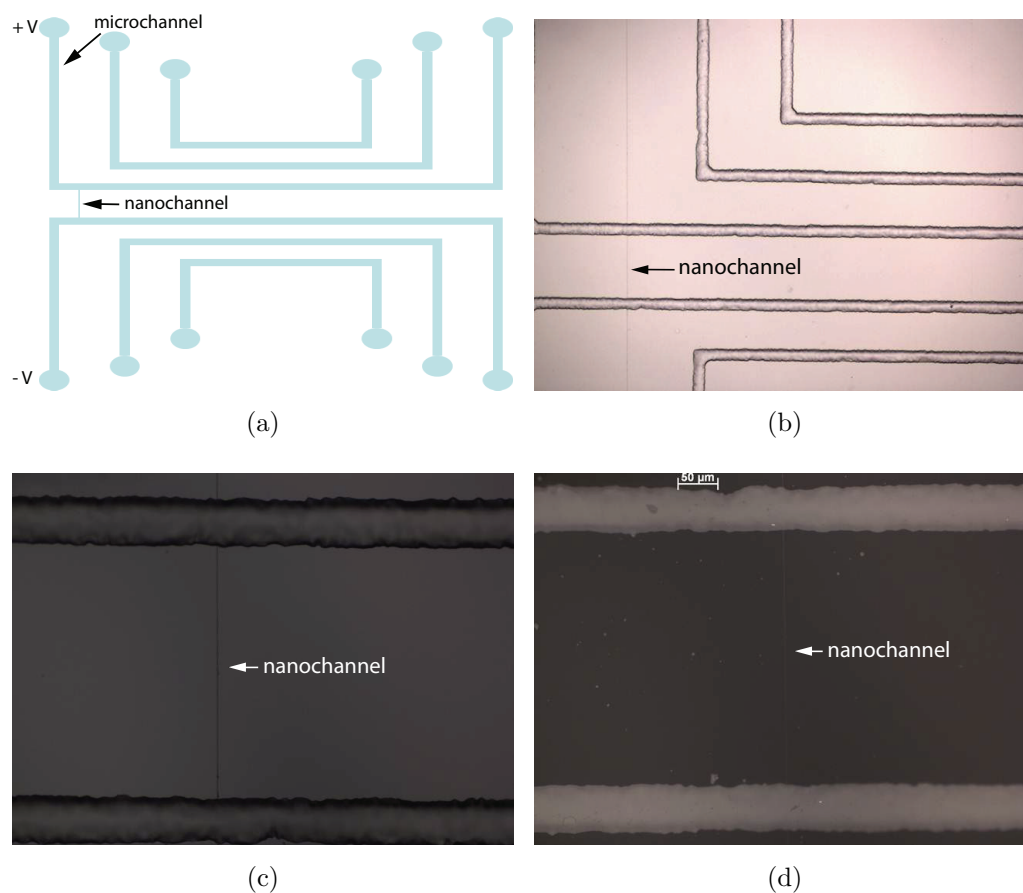 microchannel
+ V
nanochannel
- V
(a)
nanochannel
(b)
nanochannel
(c)
50 µm
nanochannel
(d)